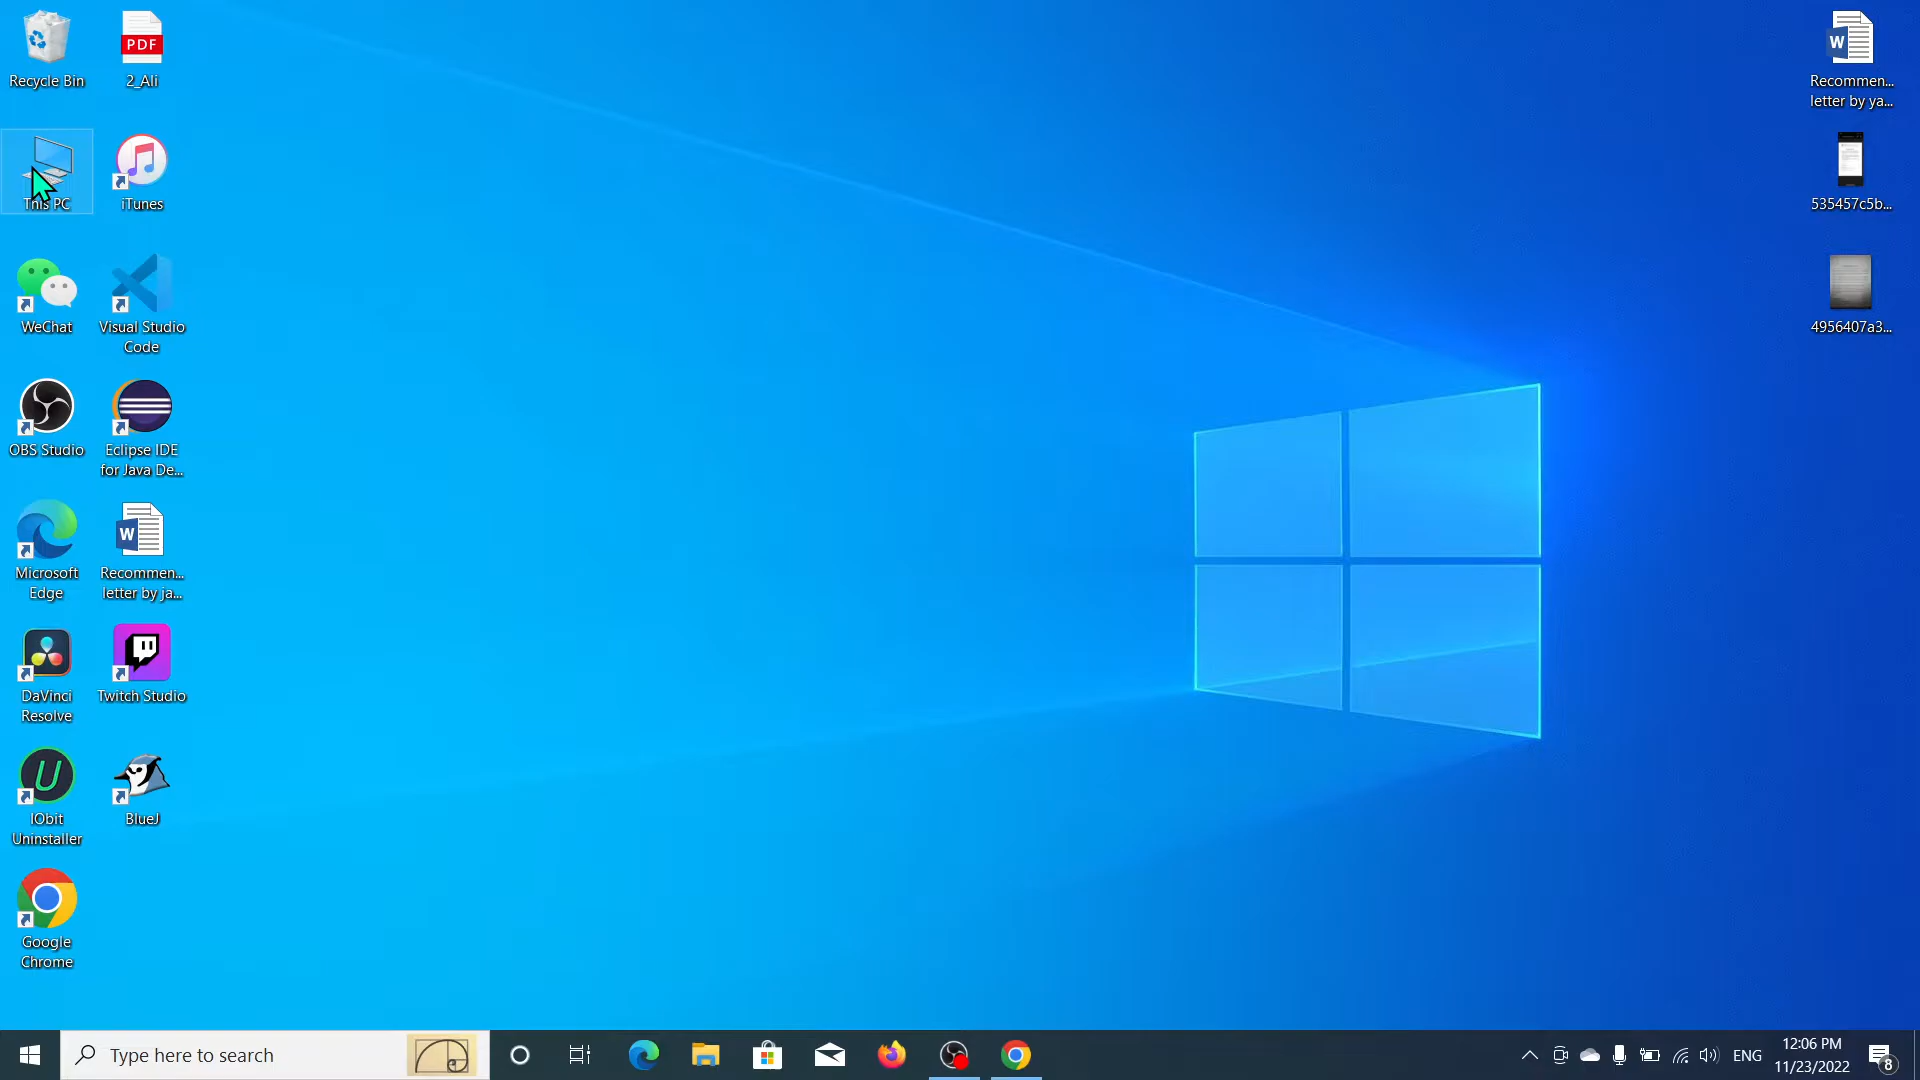 Recycle Bin
PDF
2_Ali
This PC
iTunes
WeChat
Visual Studio
Code
OBS Studio
Eclipse IDE
for Java De...
Microsoft
Edge
W
Recommen...
letter by ja...
DaVinci
Resolve
Twitch Studio
U
IObit
Uninstaller
BlueJ
Google
Chrome
W
Recommen...
letter by ya...
535457c5b...
4956407a3...
Type here to search
ENG
12:06 PM
11/23/2022
8